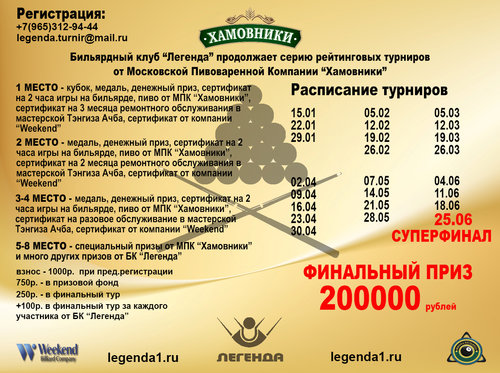 Регистрация:
+7(965)312-94-44
legenda.turnir@mail.ru
ХАМОВНИКИ
Бильярдный клуб “Легенда” продолжает серию рейтинговых турниров
от Московской Пивоваренной Компании “Хамовники”
1 МЕСТО - кубок, медаль, денежный приз, сертификат
на 2 часа игры на бильярде, пиво от МПК “Хамовники”,
сертификат на 3 месяца ремонтного обслуживания в
мастерской Тэнгиза Ачба, сертификат от компании
“Weekend”
2 МЕСТО - медаль, денежный приз, сертификат на 2
часа игры на бильярде, пиво от МПК “Хамовники”,
сертификат на 2 месяца ремонтного обслуживания в
мастерской Тэнгиза Ачба, сертификат от компании
“Weekend”
3-4 МЕСТО - медаль, денежный приз, сертификат на 2
часа игры на бильярде, пиво от МПК “Хамовники”,
сертификат на разовое обслуживание в мастерской
Тэнгиза Ачба, сертификат от компании “Weekend”
5-8 МЕСТО - специальный призы от МПК “Хамовники”
и много других призов от БК “Легенда”
взнос - 1000р. при пред.регистрации
750р. - в призовой фонд
250р. - в финальный тур
+100р. в финальный тур за каждого
участника от БК “Легенда”
Расписание турниров
15.01 05.02 05.03
22.01 12.02 12.03
29.01 19.02 19.03
26.02 26.03
02.04 07.05 04.06
09.04 14.05 11.06
16.04 21.05 18.06
23.04 28.05 25.06
30.04 СУПЕРФИНАЛ
ФИНАЛЬНЫЙ ПРИЗ
200000 рублей
Weekend
Billiard Company
legenda1.ru
ЛЕГЕНДА
legenda1.ru